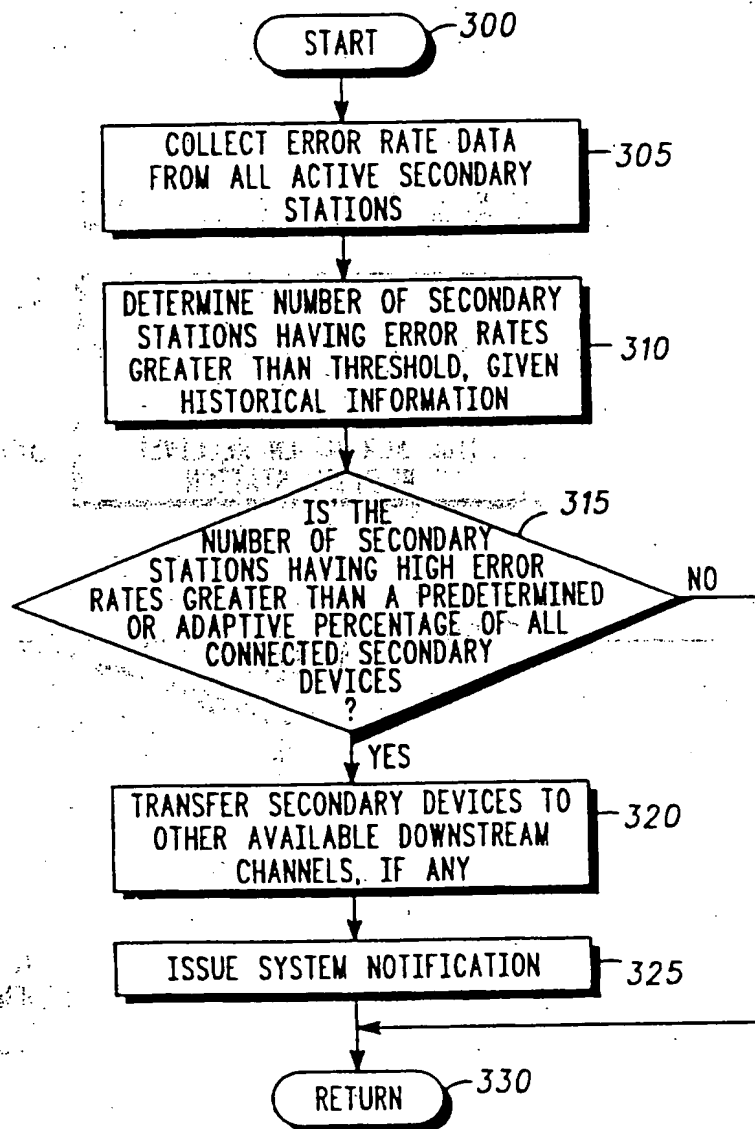 START
300
COLLECT ERROR RATE DATA
FROM ALL ACTIVE SECONDARY
STATIONS
305
DETERMINE NUMBER OF SECONDARY
STATIONS HAVING ERROR RATES
GREATER THAN THRESHOLD, GIVEN
HISTORICAL INFORMATION
310
IS THE
NUMBER OF SECONDARY
STATIONS HAVING HIGH ERROR
RATES GREATER THAN A PREDETERMINED
OR ADAPTIVE PERCENTAGE OF ALL
CONNECTED SECONDARY
DEVICES
?
315
NO
YES
TRANSFER SECONDARY DEVICES TO
OTHER AVAILABLE DOWNSTREAM
CHANNELS, IF ANY
320
ISSUE SYSTEM NOTIFICATION
325
RETURN
330